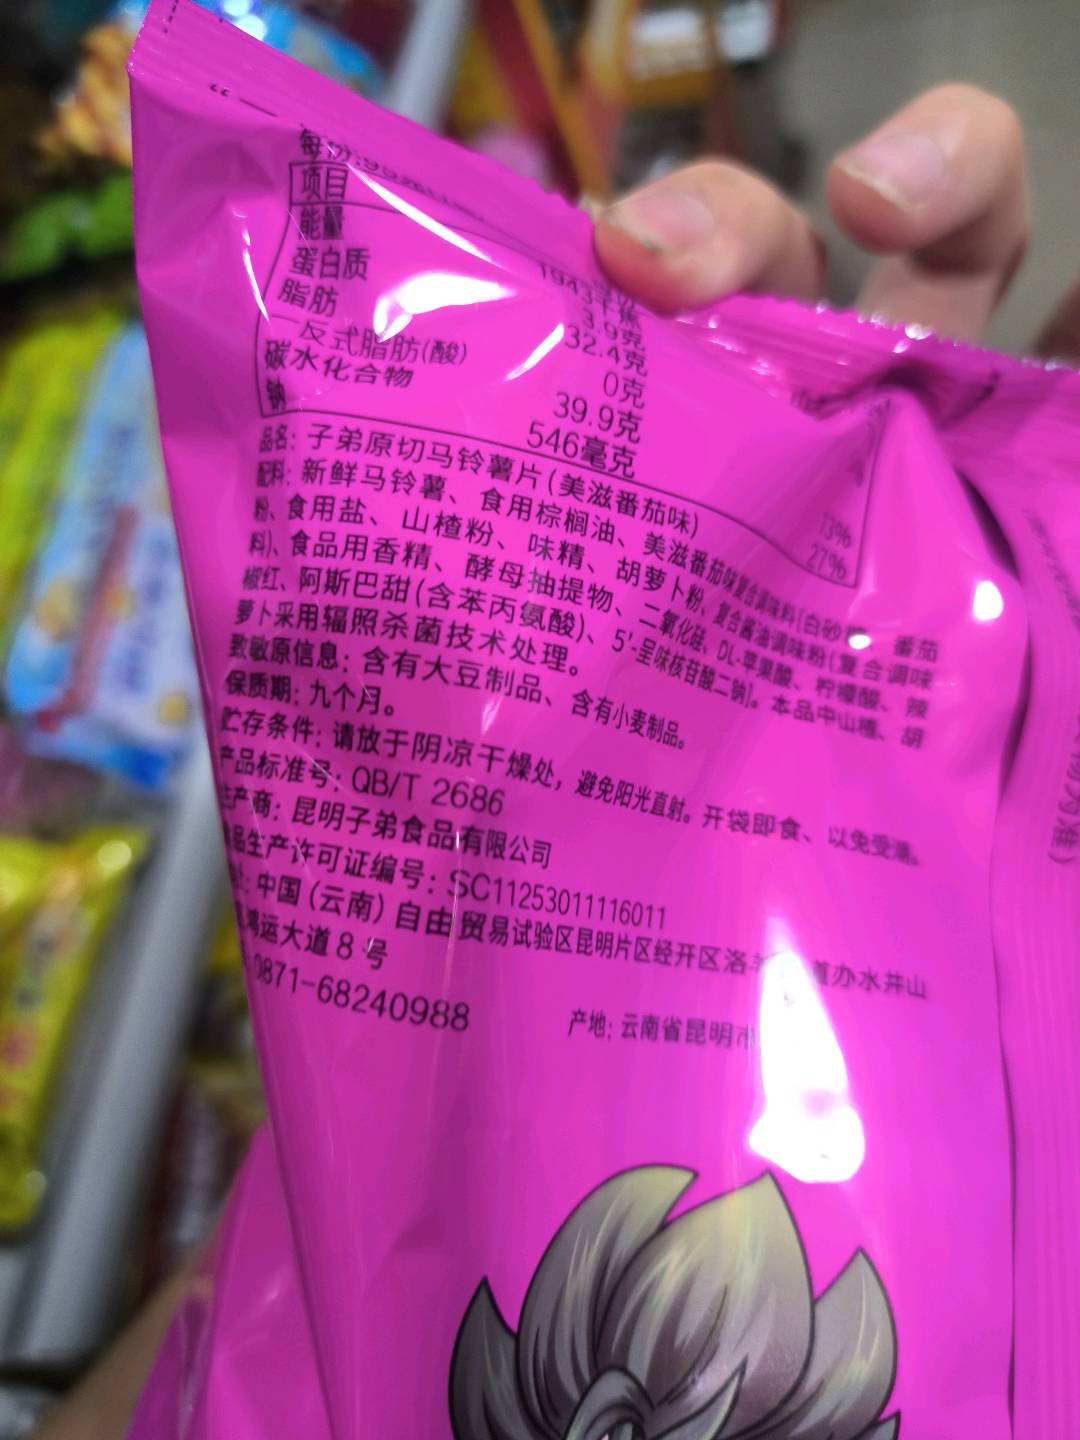 每份:95克
项目
能量 1943千焦
蛋白质 3.9克
脂肪 32.4克
—反式脂肪(酸) 0克
碳水化合物 39.9克 13%
钠 546毫克 27%
品名: 子弟原切马铃薯片(美滋番茄味)
配料: 新鲜马铃薯、食用棕榈油、美滋番茄味复合调味料[白砂糖、番茄
粉、食用盐、山楂粉、味精、胡萝卜粉、复合酱油调味粉(复合调味
料)、食品用香精、酵母抽提物、二氧化硅、DL-苹果酸、柠檬酸、辣
椒红、阿斯巴甜(含苯丙氨酸)、5'-呈味核苷酸二钠]。本品中山楂、胡
萝卜采用辐照杀菌技术处理。
致敏原信息: 含有大豆制品、含有小麦制品。
保质期: 九个月。
贮存条件: 请放于阴凉干燥处，避免阳光直射。开袋即食、以免受潮。
产品标准号: QB/T 2686
生产商: 昆明子弟食品有限公司
品生产许可证编号: SC11253011116011
址: 中国(云南)自由贸易试验区昆明片区经开区洛羊 道办水井山
鸿运大道8号
0871-68240988
产地: 云南省昆明市